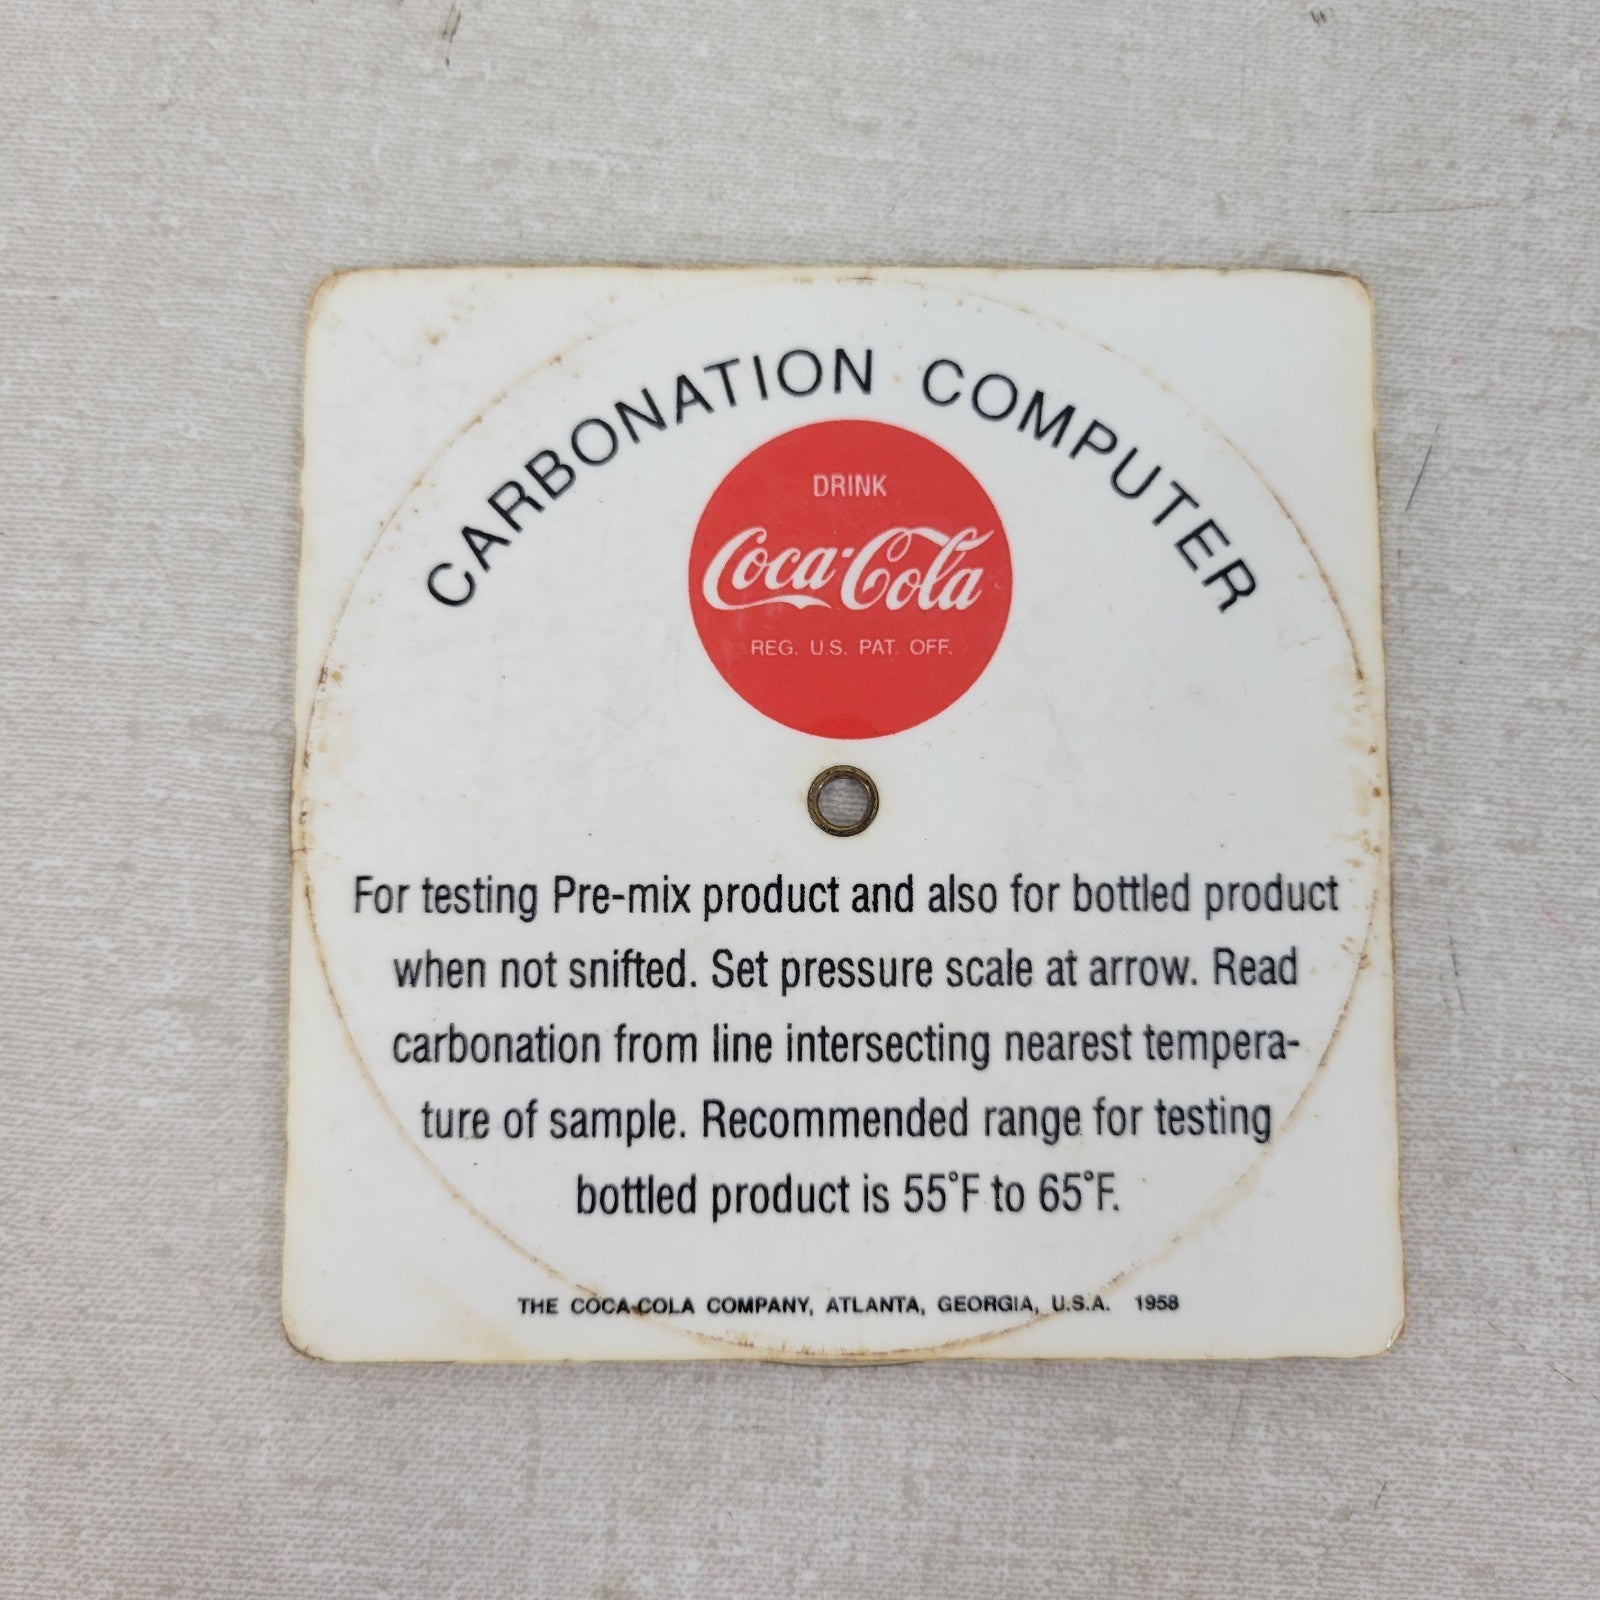 CARBONATION COMPUTER
DRINK
Coca-Cola
REG. U.S. PAT. OFF.
For testing Pre-mix product and also for bottled product
when not snifted. Set pressure scale at arrow. Read
carbonation from line intersecting nearest tempera-
ture of sample. Recommended range for testing
bottled product is 55°F to 65°F.
THE COCA-COLA COMPANY, ATLANTA, GEORGIA, U.S.A. 1958